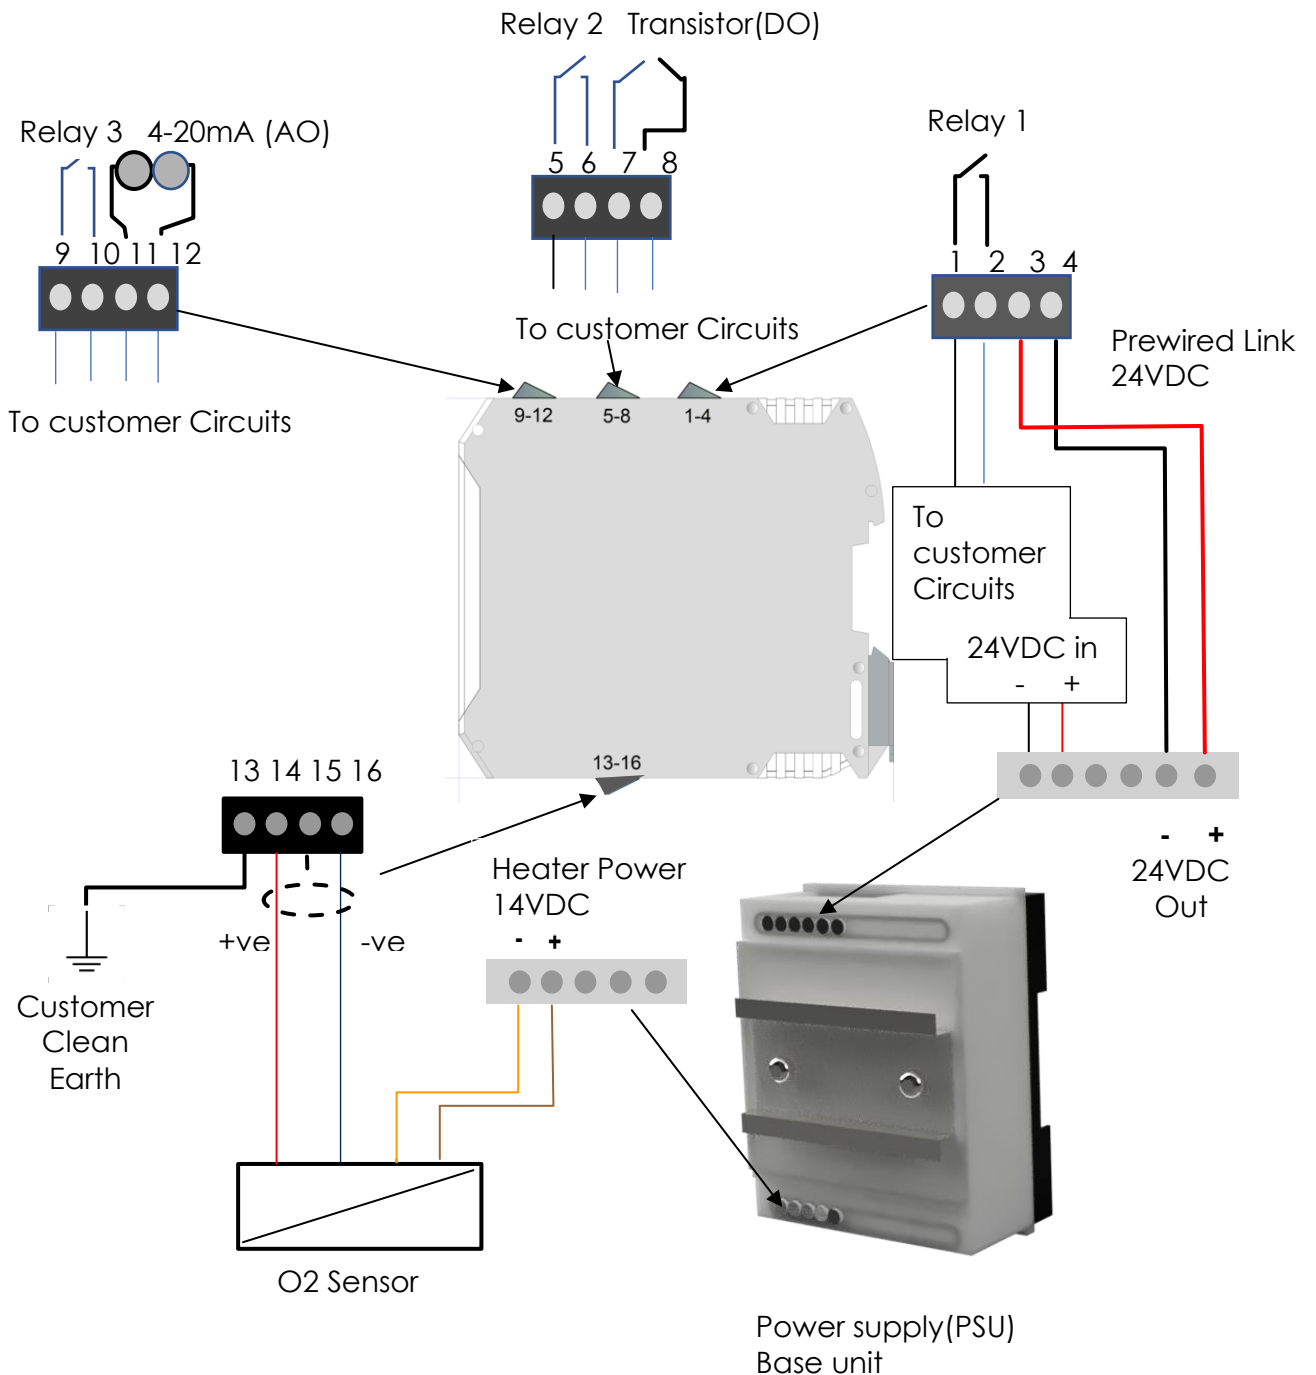 Relay 2 Transistor(DO)
Relay 3 4-20mA (AO)
Relay 1
5 6 7 8
9 10 11 12
1 2 3 4
To customer Circuits
Prewired Link
24VDC
To customer Circuits
9-12 5-8 1-4
To
customer
Circuits
24VDC in
- +
13-16
13 14 15 16
- +
24VDC
Out
Heater Power
14VDC
- +
+ve -ve
Customer
Clean
Earth
O2 Sensor
Power supply(PSU)
Base unit